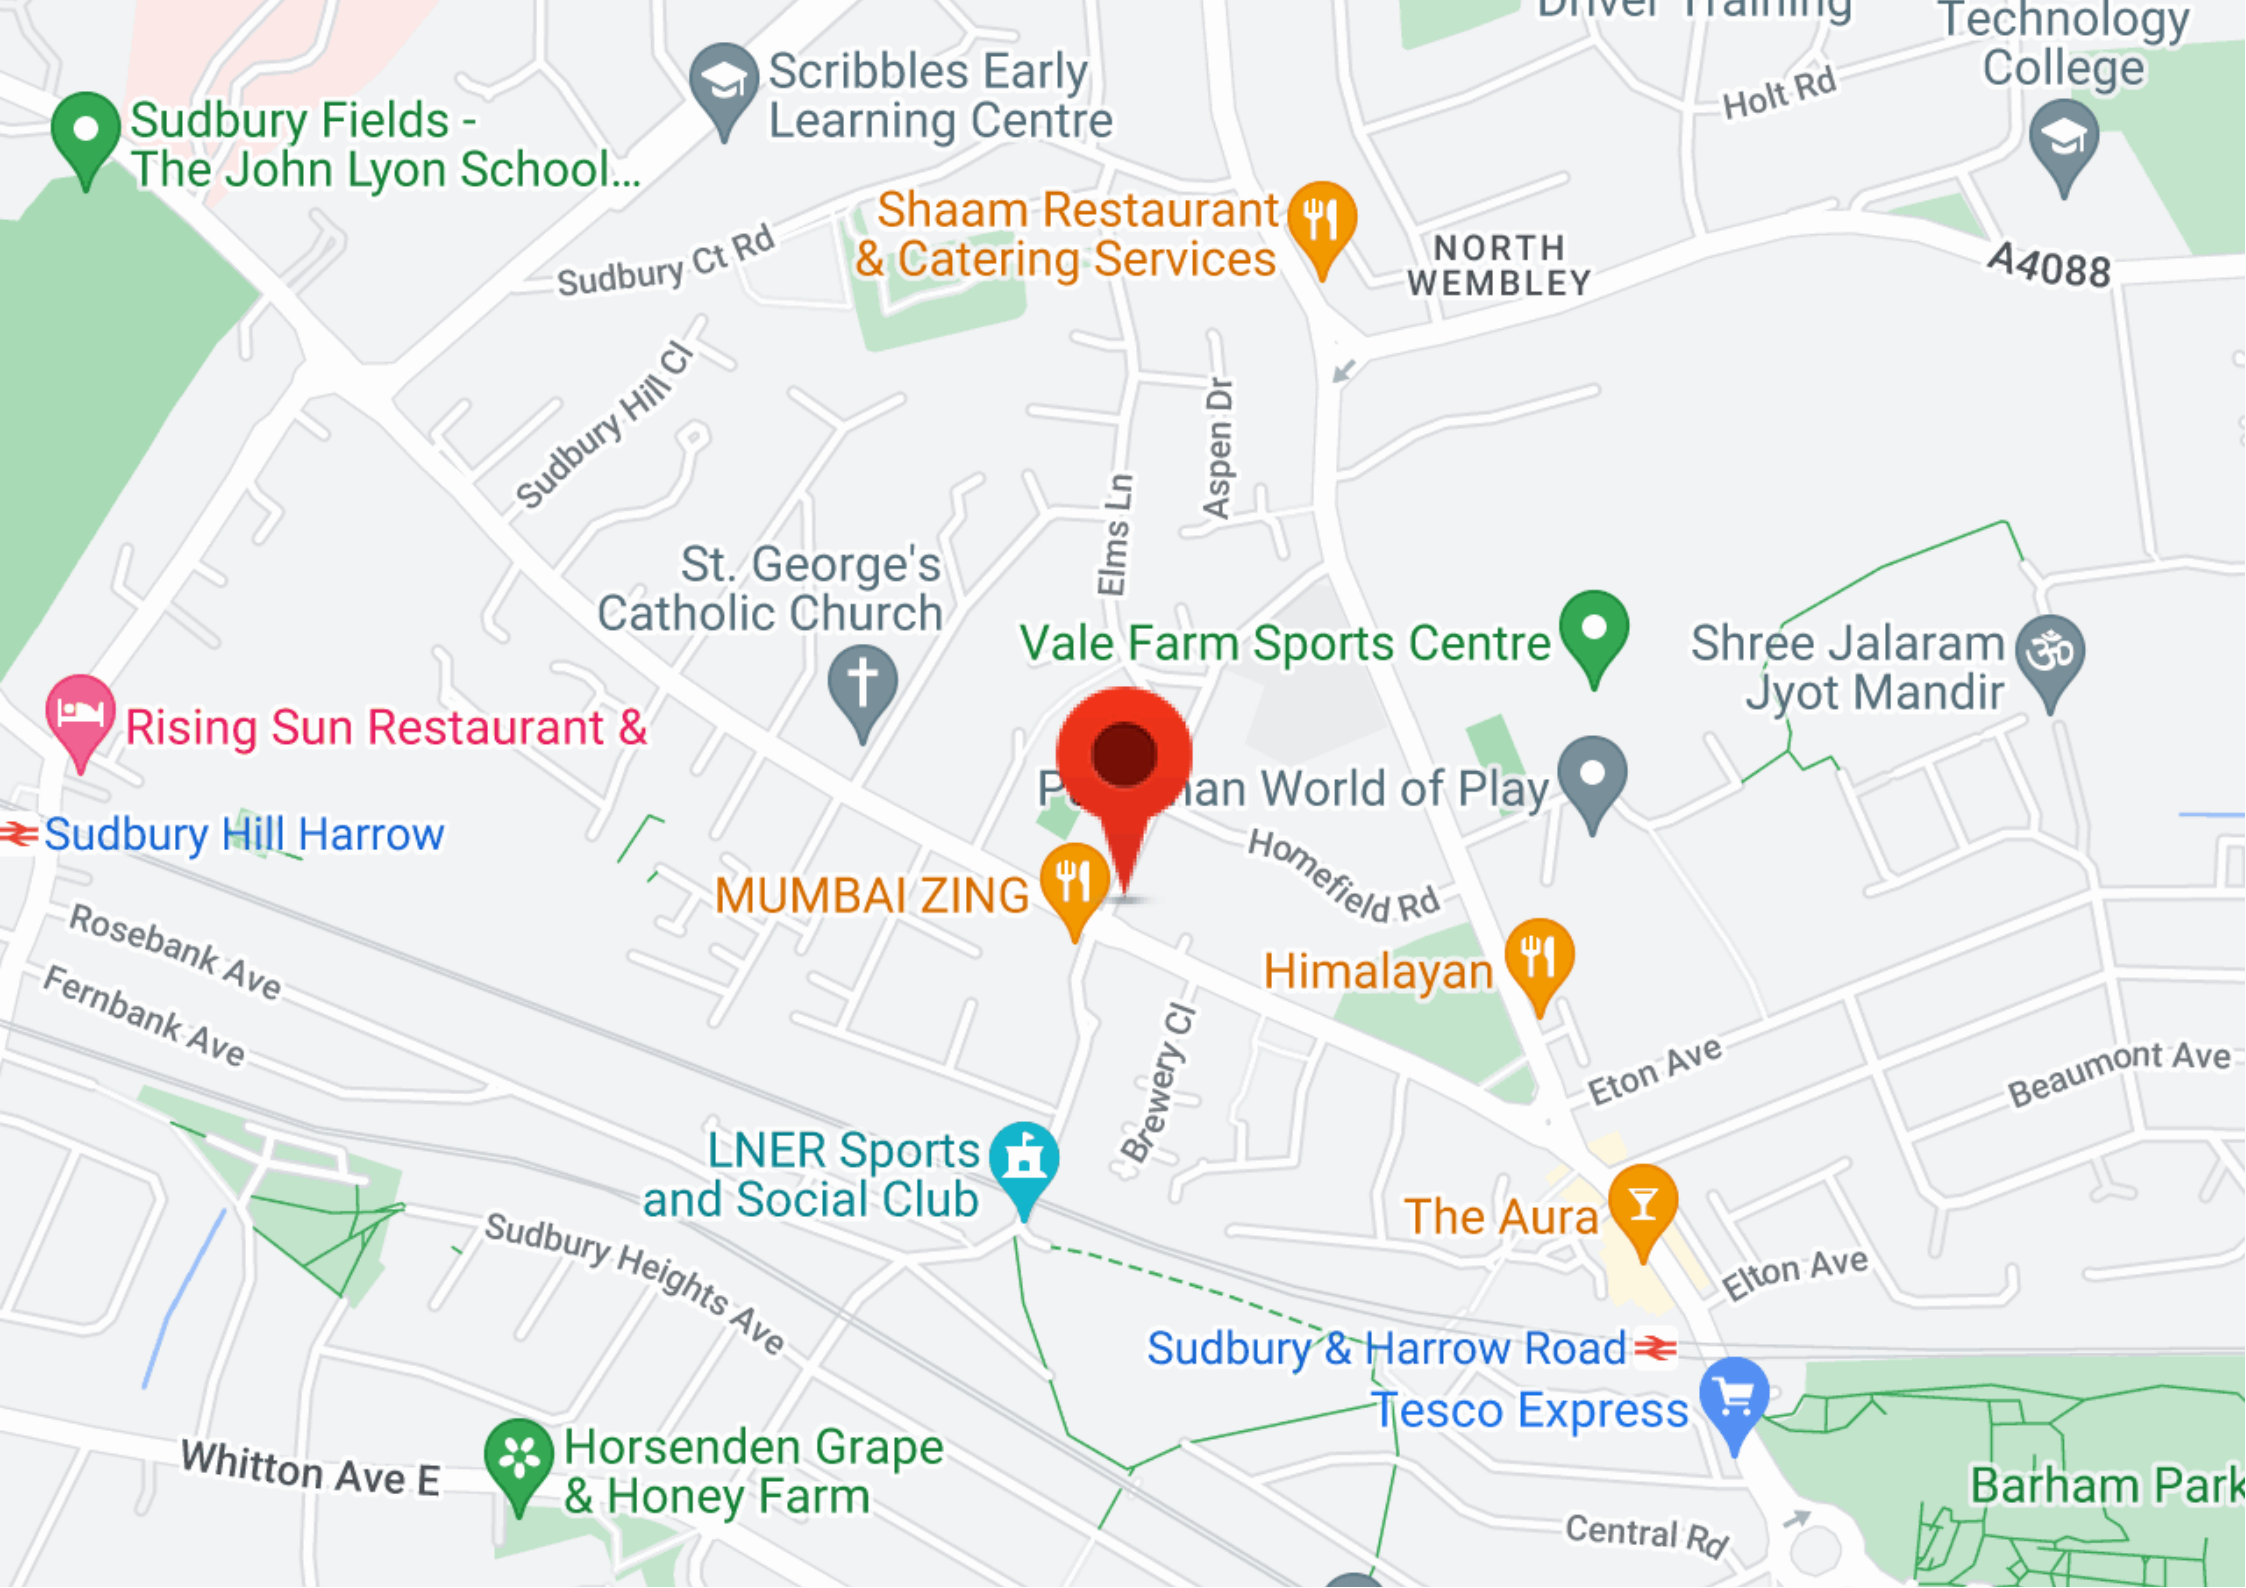 Driver Training
Technology
College
Scribbles Early
Learning Centre
Holt Rd
Sudbury Fields -
The John Lyon School...
Shaam Restaurant
& Catering Services
NORTH
WEMBLEY
A4088
Sudbury Ct Rd
Sudbury Hill Cl
Aspen Dr
Elms Ln
St. George's
Catholic Church
Vale Farm Sports Centre
Shree Jalaram
Jyot Mandir
ॐ
Rising Sun Restaurant &
World of Play
Sudbury Hill Harrow
Homefield Rd
MUMBAI ZING
Rosebank Ave
Himalayan
Fernbank Ave
Brewery Cl
Eton Ave
Beaumont Ave
LNER Sports
and Social Club
The Aura
Sudbury Heights Ave
Elton Ave
Sudbury & Harrow Road
Tesco Express
Whitton Ave E
Horsenden Grape
& Honey Farm
Barham Park
Central Rd